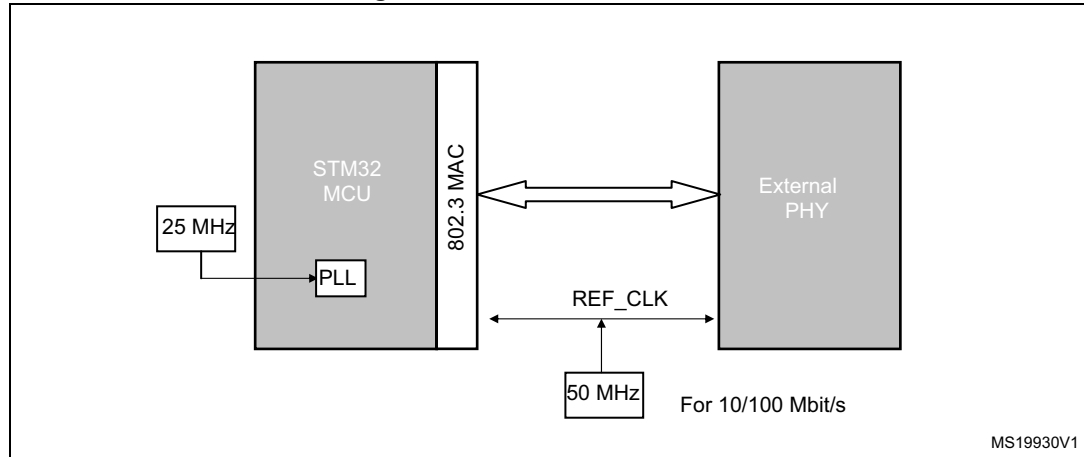 STM32
MCU
802.3 MAC
External
PHY
25 MHz
PLL
REF_CLK
50 MHz
For 10/100 Mbit/s
MS19930V1